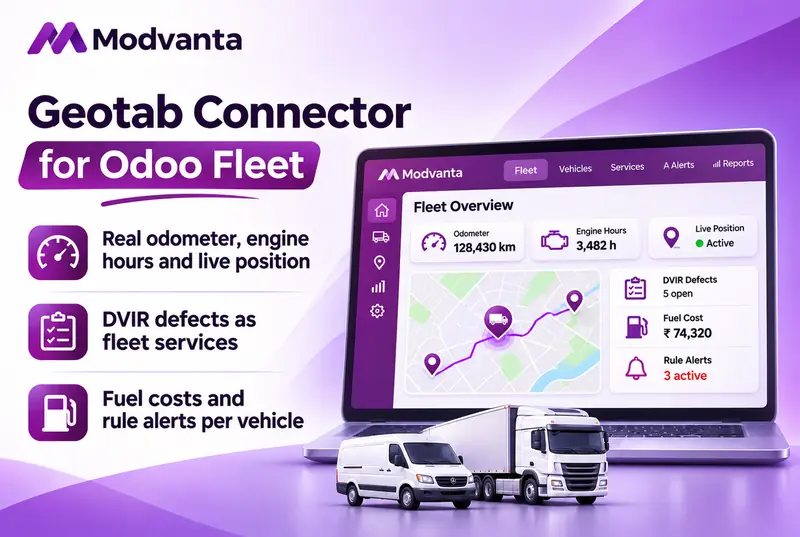 Modvanta
Geotab Connector
for Odoo Fleet
Real odometer, engine
hours and live position
DVIR defects as
fleet services
Fuel costs and
rule alerts per vehicle
Modvanta
Fleet
Vehicles
Services
A Alerts
Reports
Fleet Overview
Odometer
128,430 km
Engine Hours
3,482 h
Live Position
Active
DVIR Defects
5 open
Fuel Cost
₹ 74,320
Rule Alerts
3 active